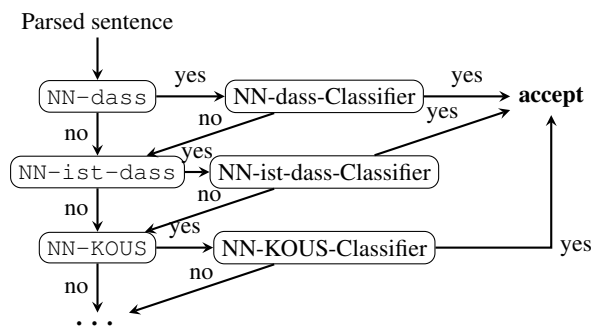 Parsed sentence
yes yes
NN-dass NN-dass-Classifier accept
no no yes
yes
NN-ist-dass NN-ist-dass-Classifier
no no
yes
NN-KOUS NN-KOUS-Classifier
yes
no no
...